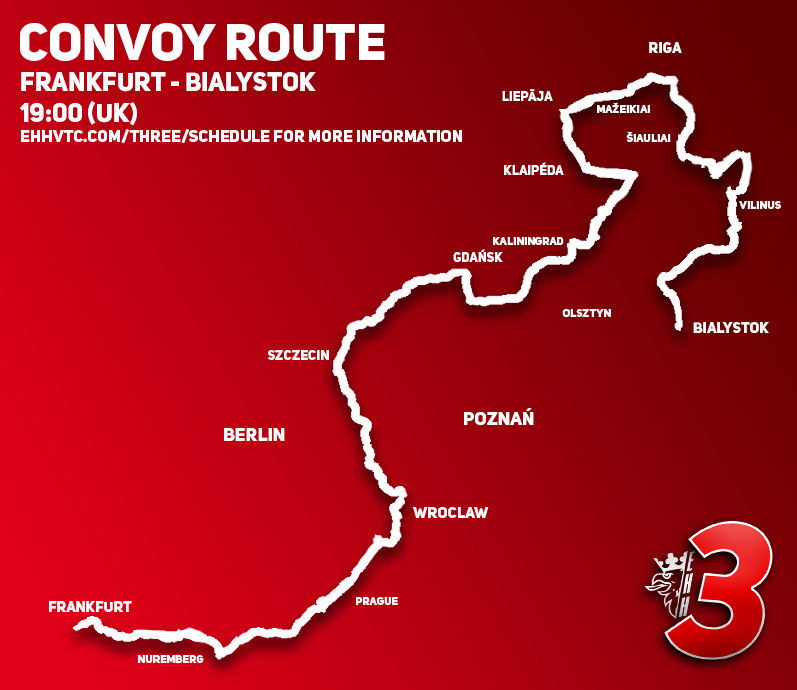 CONVOY ROUTE
FRANKFURT - BIALYSTOK
19:00 (UK)
EHHVTC.COM/THREE/SCHEDULE FOR MORE INFORMATION
RIGA
LIEPĀJA
MAŽEIKIAI
ŠIAULIAI
KLAIPÉDA
VILINUS
KALININGRAD
GDAŃSK
OLSZTYN
BIALYSTOK
SZCZECIN
POZNAŃ
BERLIN
WROCLAW
PRAGUE
FRANKFURT
NUREMBERG
3
EHH